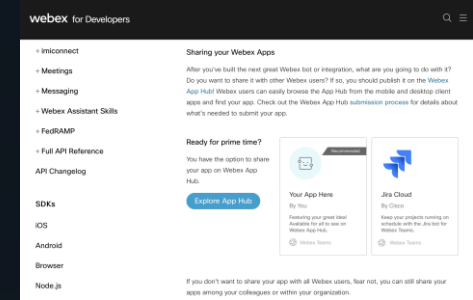 webex for Developers
+ imiconnect
+ Meetings
+ Messaging
+ Webex Assistant Skills
+ FedRAMP
+ Full API Reference
API Changelog
SDKs
iOS
Android
Browser
Node.js
Sharing your Webex Apps
After you've built the next great Webex bot or integration, what are you going to do with it?
Do you want to share it with other Webex users? If so, you should publish it on the Webex
App Hub! Webex users can easily browse the App Hub from the mobile and desktop client
apps and find your app. Check out the Webex App Hub submission process for details about
what's needed to submit your app.
Ready for prime time?
You have the option to share
your app on Webex App
Hub.
Explore App Hub
Recommended
Your App Here
By You
Featuring your great idea!
Available for all to see on
Webex App Hub.
Webex Teams
Jira Cloud
By Cisco
Keep your projects running on
schedule with the Jira bot for
Webex Teams.
Webex Teams
If you don't want to share your app with all Webex users, fear not, you can still share your
apps among your colleagues or within your organization.